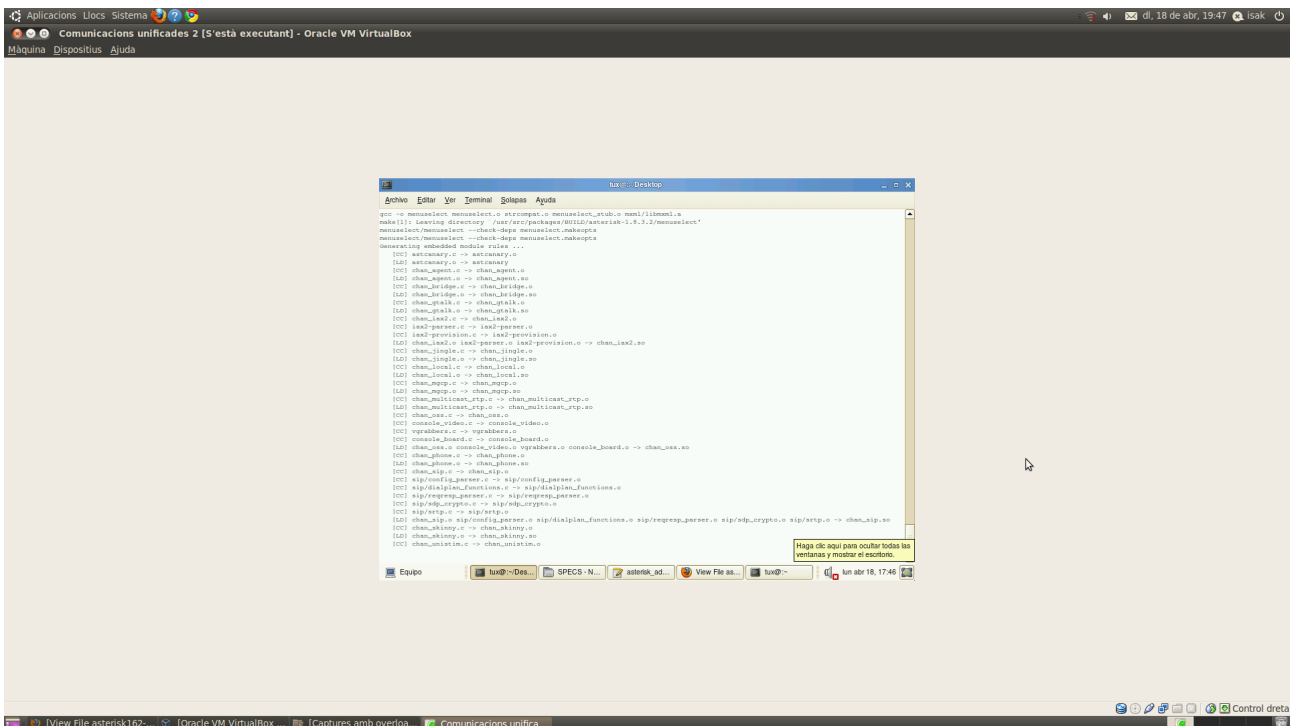 Aplicacions Llocs Sistema dl, 18 de abr, 19:47 isak
Comunicacions unificades 2 [S'està executant] - Oracle VM VirtualBox
Màquina Dispositius Ajuda
tux@:~/Desktop
Archivo Editar Ver Terminal Solapas Ayuda
gcc -o menuselect menuselect.o strcompat.o menuselect_stub.o mxml/libmxml.a
make[1]: Leaving directory `/usr/src/packages/BUILD/asterisk-1.8.3.2/menuselect'
menuselect/menuselect --check-deps menuselect.makeopts
menuselect/menuselect --check-deps menuselect.makeopts
Generating embedded module rules ...
[CC] astcanary.c -> astcanary.o
[LD] astcanary.o -> astcanary
[CC] chan_agent.c -> chan_agent.o
[LD] chan_agent.o -> chan_agent.so
[CC] chan_bridge.c -> chan_bridge.o
[LD] chan_bridge.o -> chan_bridge.so
[CC] chan_gtalk.c -> chan_gtalk.o
[LD] chan_gtalk.o -> chan_gtalk.so
[CC] chan_iax2.c -> chan_iax2.o
[CC] iax2-parser.c -> iax2-parser.o
[CC] iax2-provision.c -> iax2-provision.o
[LD] chan_iax2.o iax2-parser.o iax2-provision.o -> chan_iax2.so
[CC] chan_jingle.c -> chan_jingle.o
[LD] chan_jingle.o -> chan_jingle.so
[CC] chan_local.c -> chan_local.o
[LD] chan_local.o -> chan_local.so
[CC] chan_mgcp.c -> chan_mgcp.o
[LD] chan_mgcp.o -> chan_mgcp.so
[CC] chan_multicast_rtp.c -> chan_multicast_rtp.o
[LD] chan_multicast_rtp.o -> chan_multicast_rtp.so
[CC] chan_oss.c -> chan_oss.o
[CC] console_video.c -> console_video.o
[CC] vgrabbers.c -> vgrabbers.o
[CC] console_board.c -> console_board.o
[LD] chan_oss.o console_video.o vgrabbers.o console_board.o -> chan_oss.so
[CC] chan_phone.c -> chan_phone.o
[LD] chan_phone.o -> chan_phone.so
[CC] chan_sip.c -> chan_sip.o
[CC] sip/config_parser.c -> sip/config_parser.o
[CC] sip/dialplan_functions.c -> sip/dialplan_functions.o
[CC] sip/reqresp_parser.c -> sip/reqresp_parser.o
[CC] sip/sdp_crypto.c -> sip/sdp_crypto.o
[CC] sip/srtp.c -> sip/srtp.o
[LD] chan_sip.o sip/config_parser.o sip/dialplan_functions.o sip/reqresp_parser.o sip/sdp_crypto.o sip/srtp.o -> chan_sip.so
[CC] chan_skinny.c -> chan_skinny.o
[LD] chan_skinny.o -> chan_skinny.so
[CC] chan_unistim.c -> chan_unistim.o
Haga clic aquí para ocultar todas las
ventanas y mostrar el escritorio.
Equipo tux@:~/Des... SPECS - N... asterisk_ad... View File as... tux@:~ lun abr 18, 17:46
Control dreta
[View File asterisk162-... [Oracle VM VirtualBox ... [Captures amb overloa... Comunicacions unifica...